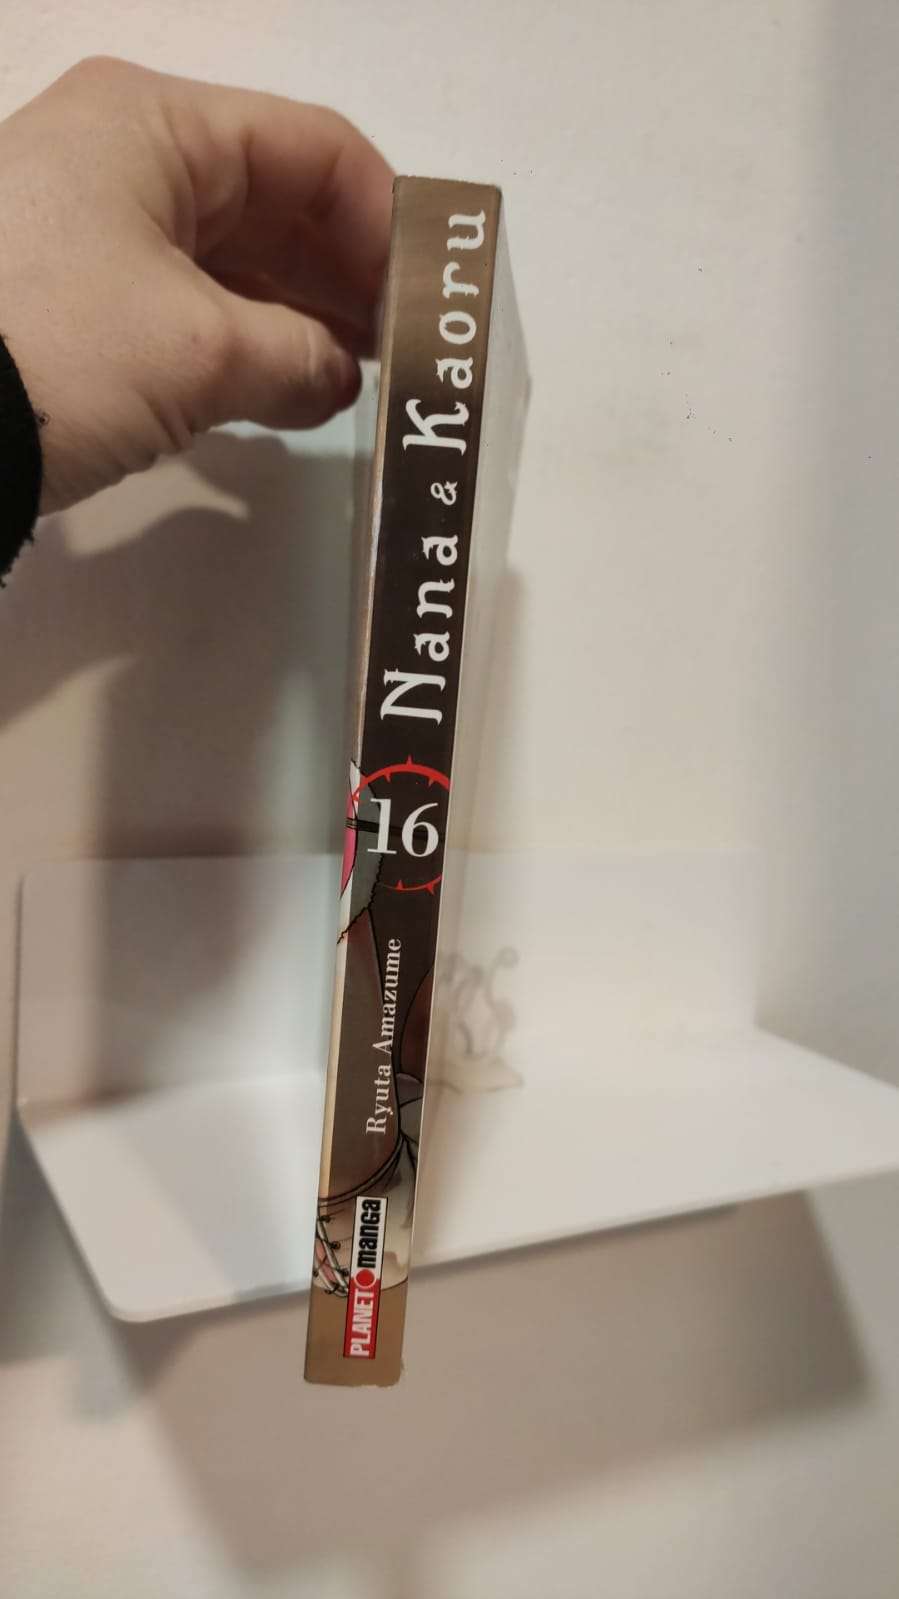 Nana & Kaoru
16
Ryuta Amazume
PLANET manga